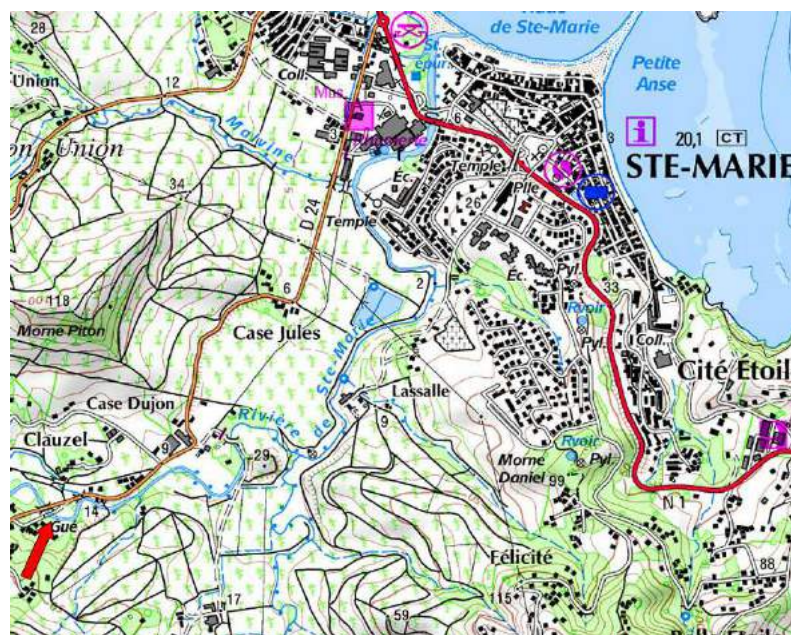 de Ste-Marie
28
Coll.
Union
12
Mus.
6
Petite
Anse
3
Malvine
20,1 CT
STE-MARIE
Union
Temple
Plle
Éc.
34
26
D 24
Temple
Éc.
Pyl.
2
33
118
6
Rvoir
Morne Piton
Case Jules
Pyl.
Coll.
Cité Étoil
Rivière de Ste-Marie
Lassalle
Case Dujon
9
Clauzel
9
29
Rvoir
Morne
Daniel
Pyl.
99
14
Gué
N 1
Félicité
88
17
59
115